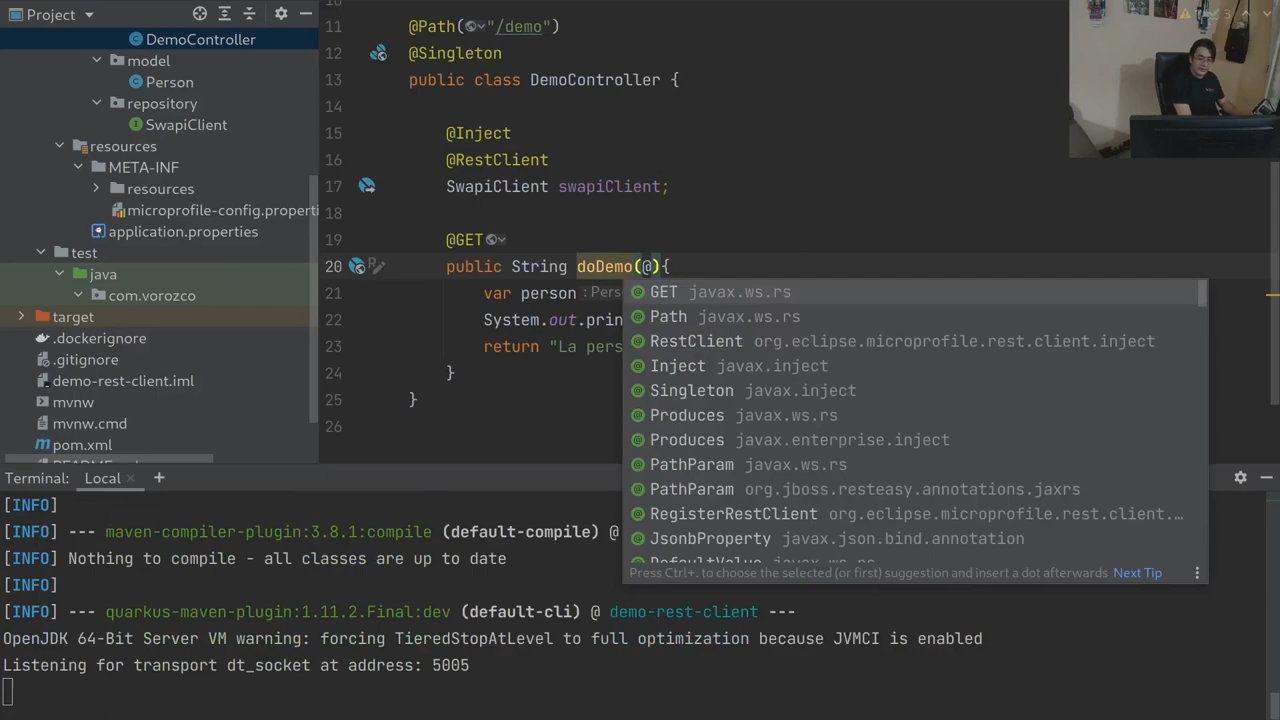 Project
DemoController
model
Person
repository
SwapiClient
resources
META-INF
resources
microprofile-config.properti
application.properties
test
java
com.vorozco
target
.dockerignore
.gitignore
demo-rest-client.iml
mvnw
mvnw.cmd
pom.xml
11 @Path("/demo")
12 @Singleton
13 public class DemoController {
14
15 @Inject
16 @RestClient
17 SwapiClient swapiClient;
18
19 @GET
20 public String doDemo(@){
21 var person : Pers
22 System.out.prin
23 return "La pers
24 }
25 }
26
3
GET javax.ws.rs
Path javax.ws.rs
RestClient org.eclipse.microprofile.rest.client.inject
Inject javax.inject
Singleton javax.inject
Produces javax.ws.rs
Produces javax.enterprise.inject
PathParam javax.ws.rs
PathParam org.jboss.resteasy.annotations.jaxrs
RegisterRestClient org.eclipse.microprofile.rest.client.…
JsonbProperty javax.json.bind.annotation
DefaultValue javax.ws.rs
Press Ctrl+. to choose the selected (or first) suggestion and insert a dot afterwards Next Tip
Terminal: Local × +
[INFO]
[INFO] --- maven-compiler-plugin:3.8.1:compile (default-compile) @
[INFO] Nothing to compile - all classes are up to date
[INFO]
[INFO] --- quarkus-maven-plugin:1.11.2.Final:dev (default-cli) @ demo-rest-client ---
OpenJDK 64-Bit Server VM warning: forcing TieredStopAtLevel to full optimization because JVMCI is enabled
Listening for transport dt_socket at address: 5005